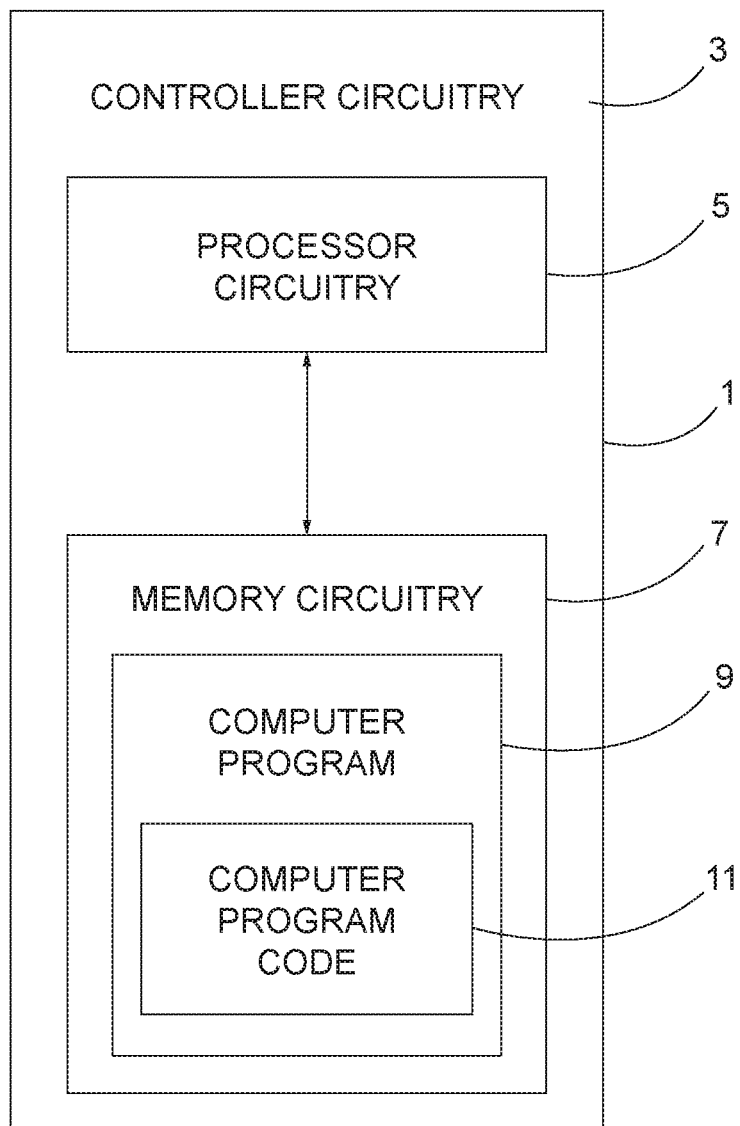 CONTROLLER CIRCUITRY
3
PROCESSOR
CIRCUITRY
5
1
7
MEMORY CIRCUITRY
9
COMPUTER
PROGRAM
11
COMPUTER
PROGRAM
CODE